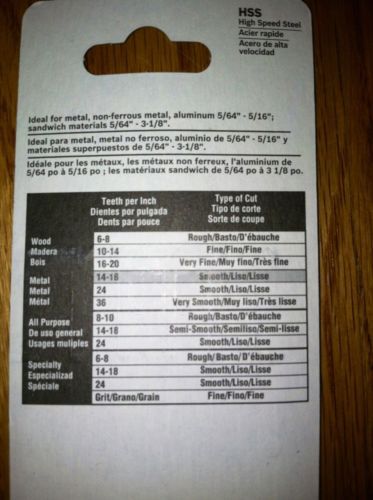 HSS
High Speed Steel
Acier rapide
Acero de alta
velocidad
Ideal for metal, non-ferrous metal, aluminum 5/64" - 5/16";
sandwich materials 5/64" - 3-1/8".
Ideal para metal, metal no ferroso, aluminio de 5/64" - 5/16" y
materiales superpuestos de 5/64" - 3-1/8".
Idéale pour les métaux, les métaux non ferreux, l'aluminium de
5/64 po à 5/16 po ; les matériaux sandwich de 5/64 po à 3 1/8 po.
Teeth per Inch Type of Cut
Dientes por pulgada Tipo de corte
Dents par pouce Sorte de coupe
Wood 6-8 Rough/Basto/D'ébauche
Madera 10-14 Fine/Fino/Fine
Bois 16-20 Very Fine/Muy fino/Très fine
Metal 14-18 Smooth/Liso/Lisse
Metal 24 Smooth/Liso/Lisse
Métal 36 Very Smooth/Muy liso/Très lisse
All Purpose 8-10 Rough/Basto/D'ébauche
De uso general 14-18 Semi-Smooth/Semiliso/Semi-lisse
Usages muliples 24 Smooth/Liso/Lisse
Specialty 6-8 Rough/Basto/D'ébauche
Especializad 14-18 Smooth/Liso/Lisse
Spéciale 24 Smooth/Liso/Lisse
Grit/Grano/Grain Fine/Fino/Fine